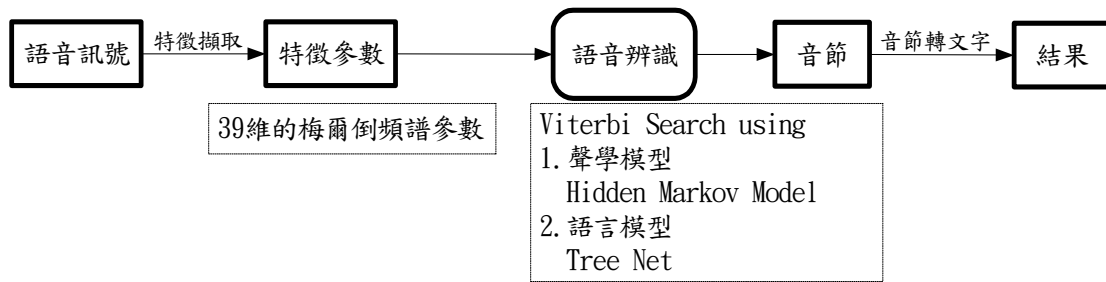 語音訊號
特徵擷取
特徵參數
語音辨識
音節
音節轉文字
結果
39維的梅爾倒頻譜參數
Viterbi Search using
1.聲學模型
Hidden Markov Model
2.語言模型
Tree Net